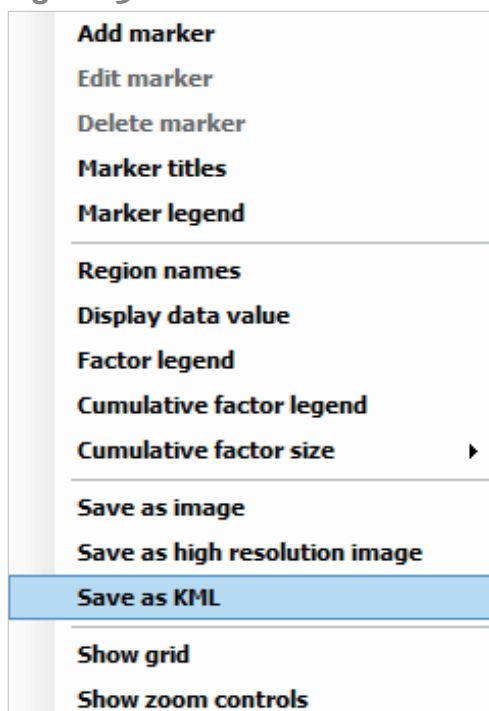 Add marker
Edit marker
Delete marker
Marker titles
Marker legend
Region names
Display data value
Factor legend
Cumulative factor legend
Cumulative factor size
Save as image
Save as high resolution image
Save as KML
Show grid
Show zoom controls